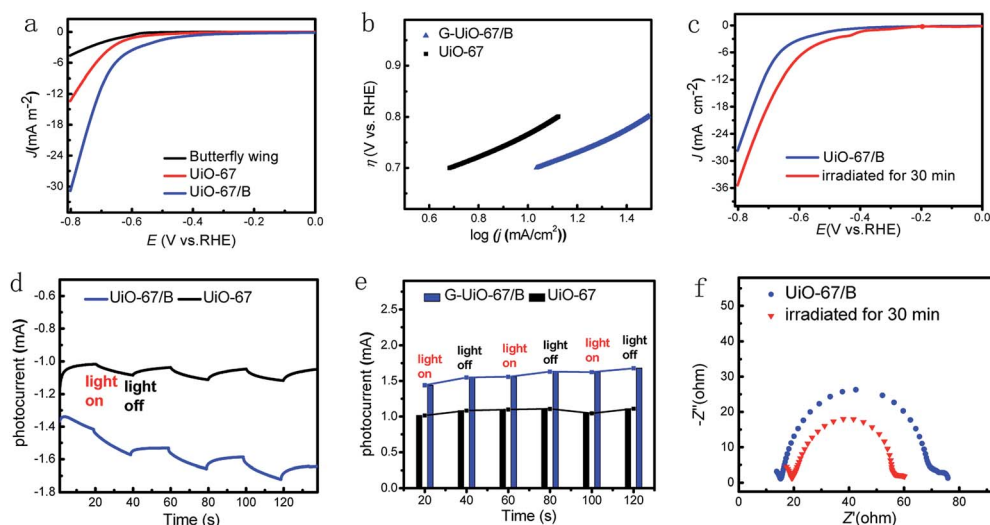 a
J(mA m-2)
0
-6
-12
-18
-24
-30
Butterfly wing
UiO-67
UiO-67/B
-0.8
-0.6
-0.4
-0.2
0.0
E (V vs.RHE)
b
η (V vs. RHE)
0.9
0.8
0.7
0.6
G-UiO-67/B
UiO-67
0.6
0.8
1.0
1.2
1.4
log (j (mA/cm²))
c
J (mA cm-2)
0
-6
-12
-18
-24
-30
-36
UiO-67/B
irradiated for 30 min
-0.8
-0.6
-0.4
-0.2
0.0
E(V vs.RHE)
d
photocurrent (mA)
-0.6
-0.8
-1.0
-1.2
-1.4
-1.6
-1.8
UiO-67/B
UiO-67
light
on
light
off
0
20
40
60
80
100
120
Time (s)
e
photocurrent (mA)
2.5
2.0
1.5
1.0
0.5
0.0
G-UiO-67/B
UiO-67
light
on
light
off
light
on
light
off
light
on
light
off
20
40
60
80
100
120
Time (s)
f
-Z''(ohm)
50
40
30
20
10
0
UiO-67/B
irradiated for 30 min
0
20
40
60
80
Z'(ohm)